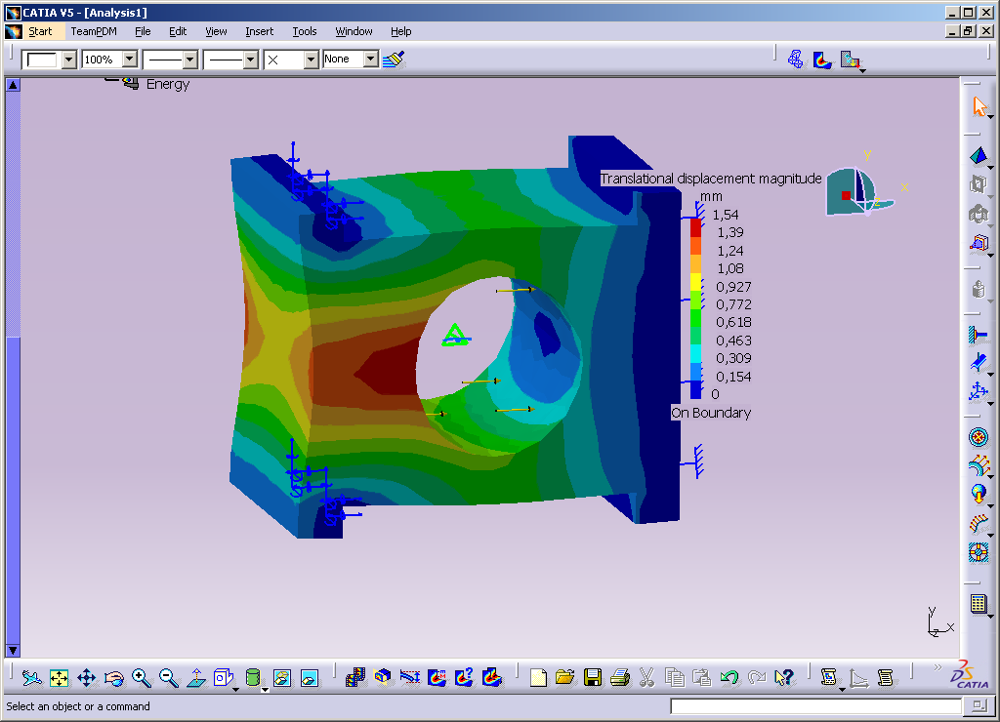 CATIA V5 - [Analysis1]
Start TeamPDM File Edit View Insert Tools Window Help
100% None
Energy
y
x
z
Translational displacement magnitude
mm
1,54
1,39
1,24
1,08
0,927
0,772
0,618
0,463
0,309
0,154
0
On Boundary
y
x
z
DS CATIA
Select an object or a command